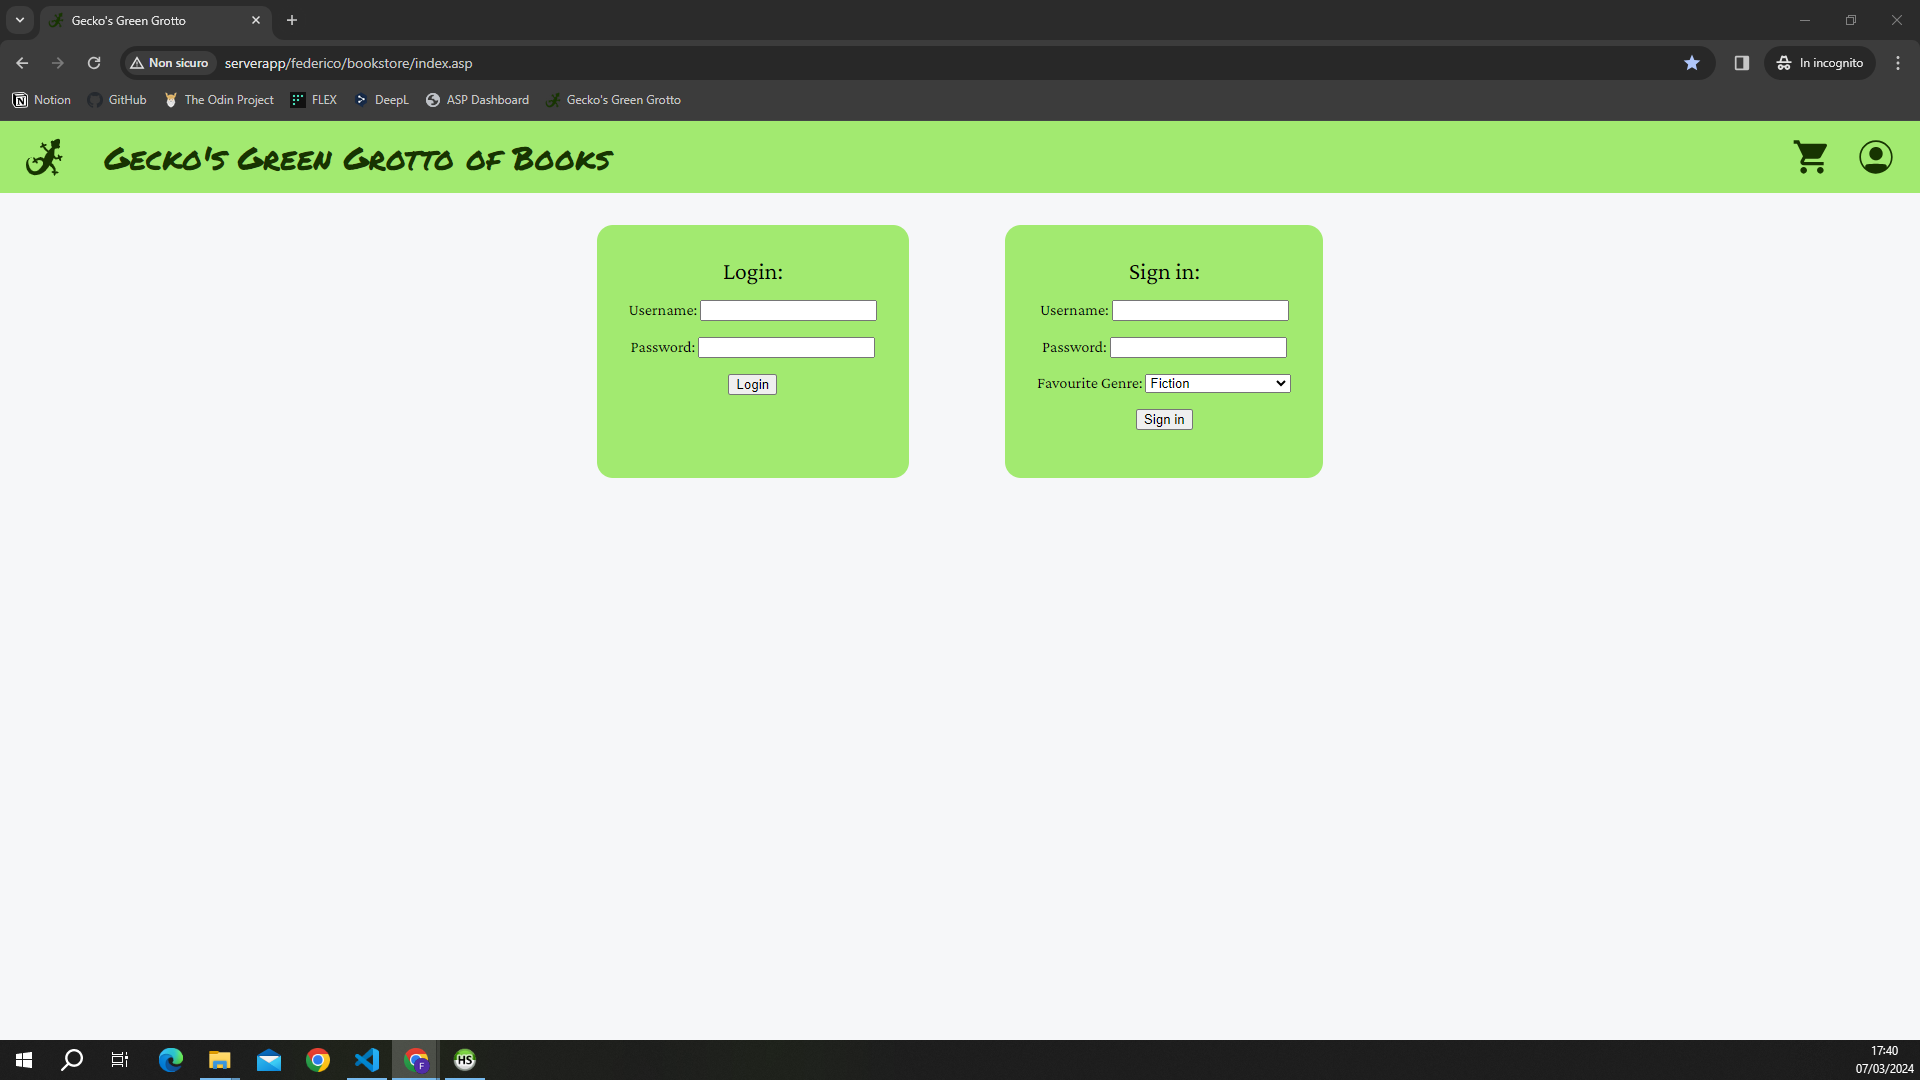 Gecko's Green Grotto
Non sicuro serverapp/federico/bookstore/index.asp In incognito
Notion GitHub The Odin Project FLEX DeepL ASP Dashboard Gecko's Green Grotto
Gecko's Green Grotto of Books
Login:
Username:
Password:
Login
Sign in:
Username:
Password:
Favourite Genre: Fiction
Sign in
F
HS
17:40
07/03/2024